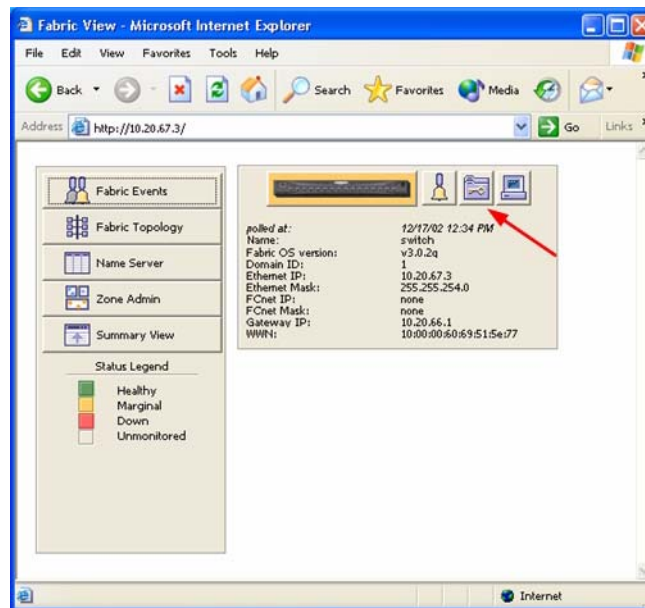 Fabric View - Microsoft Internet Explorer
File Edit View Favorites Tools Help
Back Search Favorites Media
Address http://10.20.67.3/ Go Links
Fabric Events
Fabric Topology
Name Server
Zone Admin
Summary View
Status Legend
Healthy
Marginal
Down
Unmonitored
polled at: 12/17/02 12:34 PM
Name: switch
Fabric OS version: v3.0.2q
Domain ID: 1
Ethernet IP: 10.20.67.3
Ethernet Mask: 255.255.254.0
FCnet IP: none
FCnet Mask: none
Gateway IP: 10.20.66.1
WWN: 10:00:00:60:69:51:5e:77
Internet